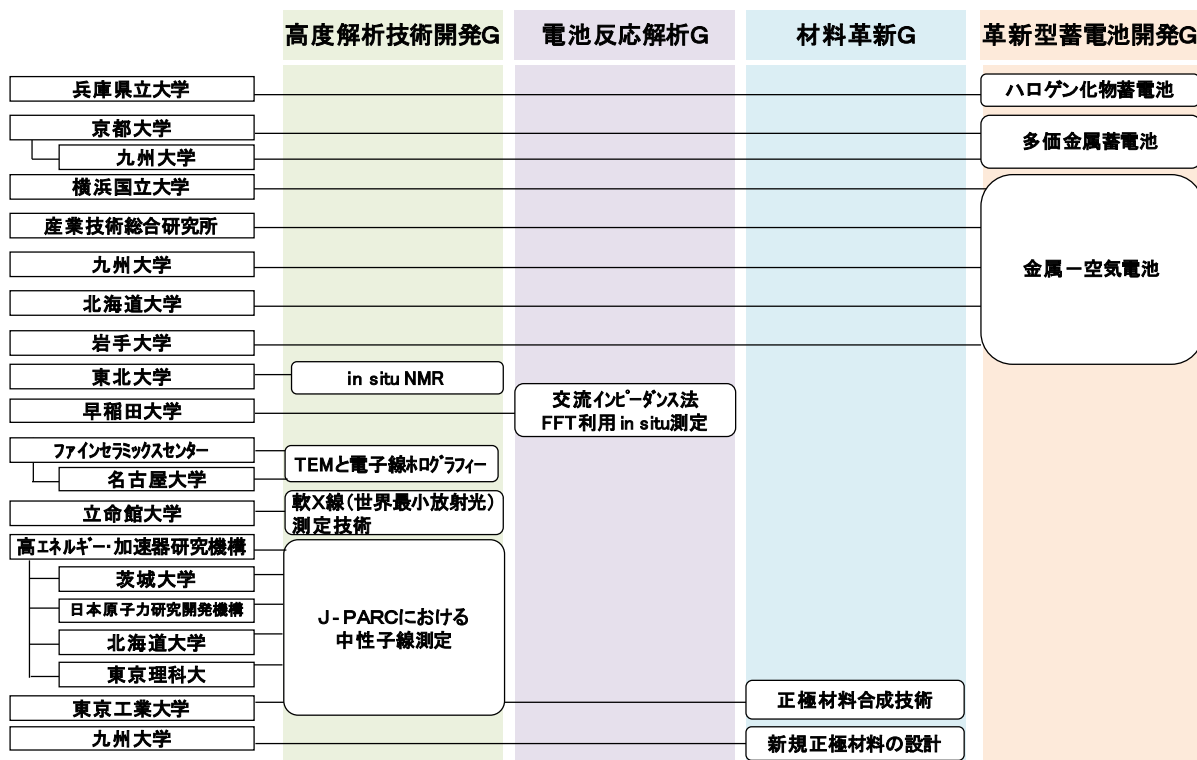 高度解析技術開発G
電池反応解析G
材料革新G
革新型蓄電池開発G
兵庫県立大学
ハロゲン化物蓄電池
京都大学
九州大学
多価金属蓄電池
横浜国立大学
産業技術総合研究所
九州大学
北海道大学
岩手大学
金属－空気電池
東北大学
in situ NMR
早稲田大学
交流インピーダンス法
FFT利用in situ測定
ファインセラミックスセンター
名古屋大学
TEMと電子線ホログラフィー
立命館大学
軟X線（世界最小放射光）
測定技術
高エネルギー・加速器研究機構
茨城大学
日本原子力研究開発機構
北海道大学
東京理科大
J-PARCにおける
中性子線測定
東京工業大学
正極材料合成技術
九州大学
新規正極材料の設計